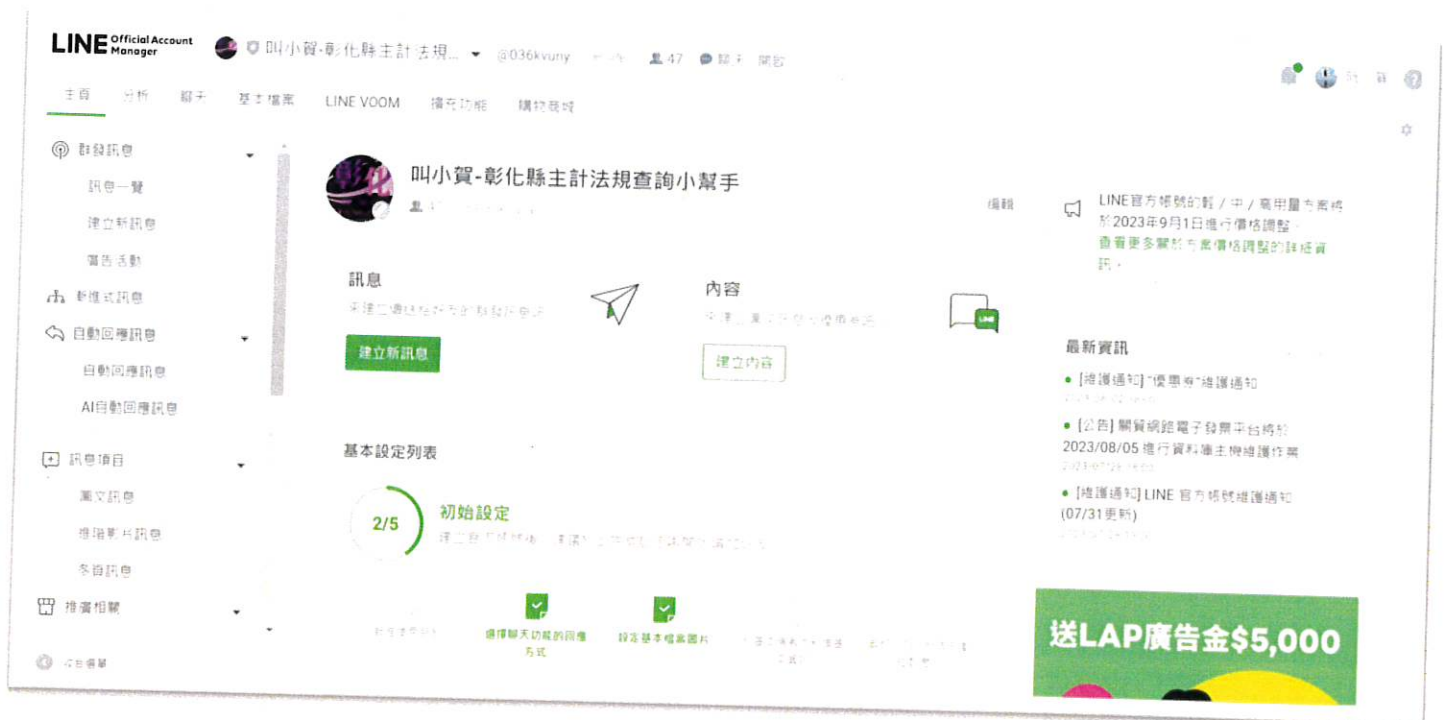 LINE Official Account Manager
叫小賀-彰化縣主計法規... @036kvuny 47 聊天 開啟
主頁 分析 聊天 基本檔案 LINE VOOM 擴充功能 購物商城
群發訊息
訊息一覽
建立新訊息
廣告活動
漸進式訊息
自動回應訊息
自動回應訊息
AI自動回應訊息
訊息項目
圖文訊息
進階影片訊息
多頁訊息
推廣相關
收合選單
彰化
叫小賀-彰化縣主計法規查詢小幫手
編輯
訊息
建立新訊息
內容
LINE
建立內容
基本設定列表
2/5
初始設定
選擇聊天功能的回應
方式
設定基本檔案圖片
LINE官方帳號的輕/中/高用量方案將
於2023年9月1日進行價格調整。
查看更多關於方案價格調整的詳細資
訊。
最新資訊
[維護通知]"優惠券"維護通知
[公告] 關貿網路電子發票平台將於
2023/08/05 進行資料庫主機維護作業
[維護通知] LINE 官方帳號維護通知
(07/31更新)
送LAP廣告金$5,000